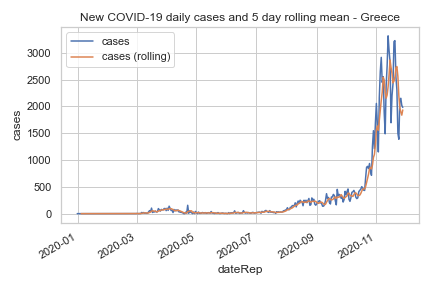 New COVID-19 daily cases and 5 day rolling mean - Greece
cases
cases (rolling)
3000
2500
2000
1500
1000
500
0
cases
2020-01
2020-03
2020-05
2020-07
2020-09
2020-11
dateRep